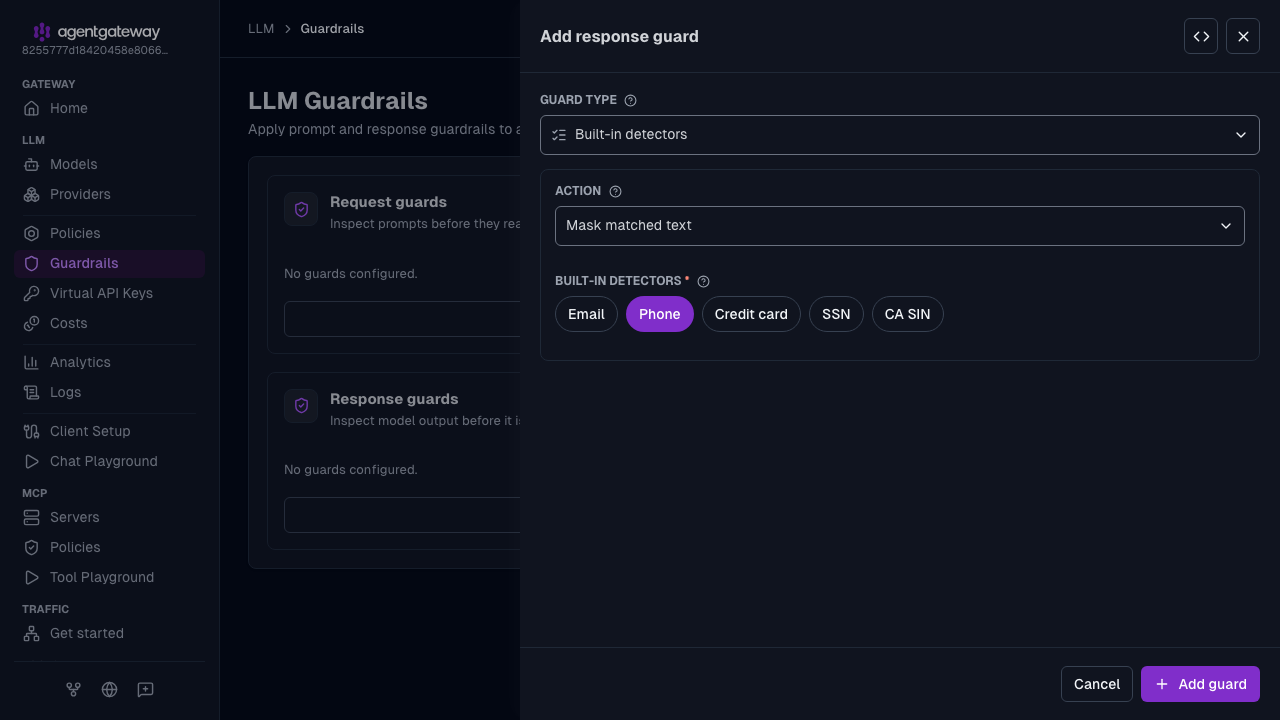 agentgateway
8255777d18420458e8066…
GATEWAY
Home
LLM
Models
Providers
Policies
Guardrails
Virtual API Keys
Costs
Analytics
Logs
Client Setup
Chat Playground
MCP
Servers
Policies
Tool Playground
TRAFFIC
Get started
LLM > Guardrails
LLM Guardrails
Apply prompt and response guardrails to
Request guards
Inspect prompts before they
No guards configured.
Response guards
Inspect model output before it
No guards configured.
Add response guard
GUARD TYPE
Built-in detectors
ACTION
Mask matched text
BUILT-IN DETECTORS *
Email Phone Credit card SSN CA SIN
Cancel + Add guard